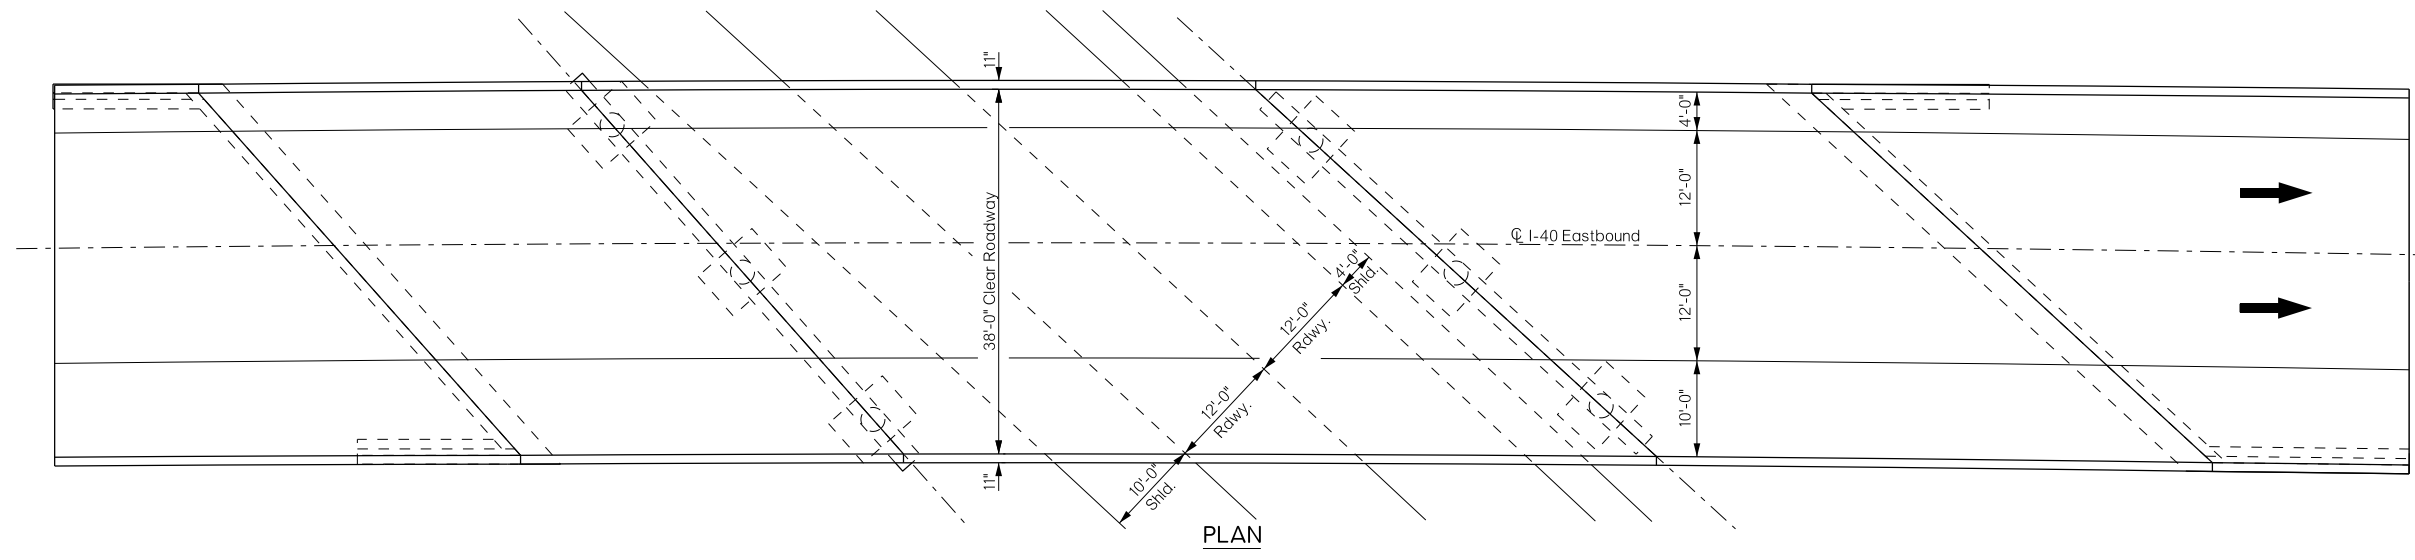 11"
4'-0"
12'-0"
38'-0" Clear Roadway
℄ I-40 Eastbound
4'-0"
Shld.
12'-0"
Rdwy.
12'-0"
12'-0"
Rdwy.
10'-0"
10'-0"
Shld.
11"
PLAN